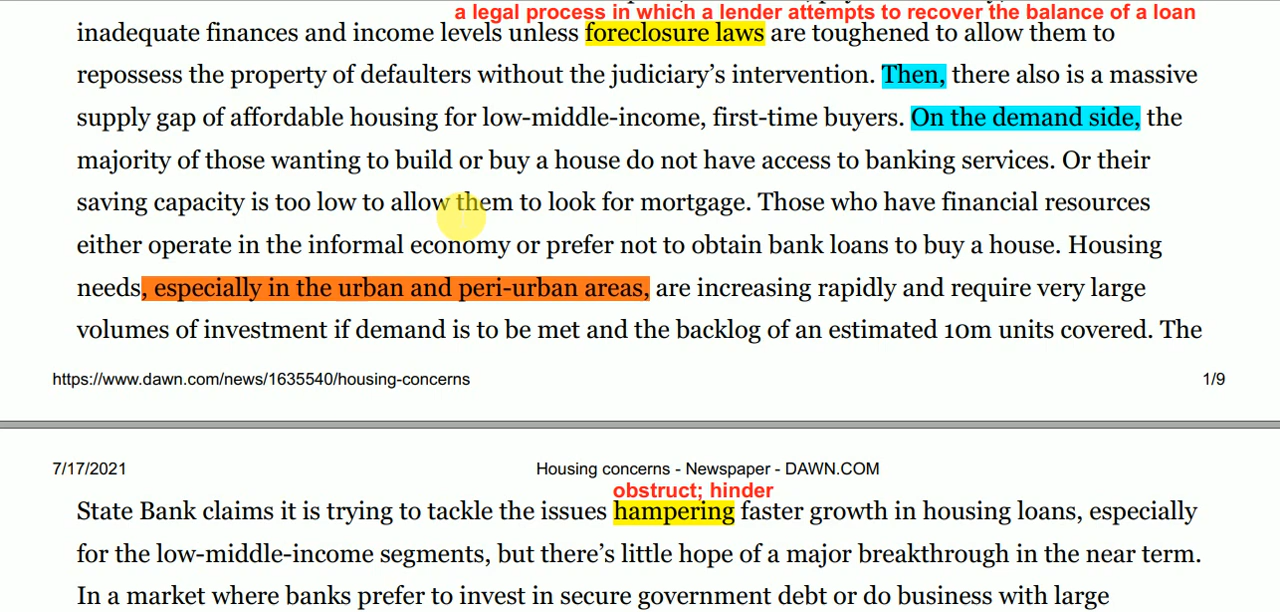 a legal process in which a lender attempts to recover the balance of a loan
inadequate finances and income levels unless foreclosure laws are toughened to allow them to
repossess the property of defaulters without the judiciary’s intervention. Then, there also is a massive
supply gap of affordable housing for low-middle-income, first-time buyers. On the demand side, the
majority of those wanting to build or buy a house do not have access to banking services. Or their
saving capacity is too low to allow them to look for mortgage. Those who have financial resources
either operate in the informal economy or prefer not to obtain bank loans to buy a house. Housing
needs, especially in the urban and peri-urban areas, are increasing rapidly and require very large
volumes of investment if demand is to be met and the backlog of an estimated 10m units covered. The
https://www.dawn.com/news/1635540/housing-concerns 1/9
7/17/2021 Housing concerns - Newspaper - DAWN.COM
obstruct; hinder
State Bank claims it is trying to tackle the issues hampering faster growth in housing loans, especially
for the low-middle-income segments, but there’s little hope of a major breakthrough in the near term.
In a market where banks prefer to invest in secure government debt or do business with large